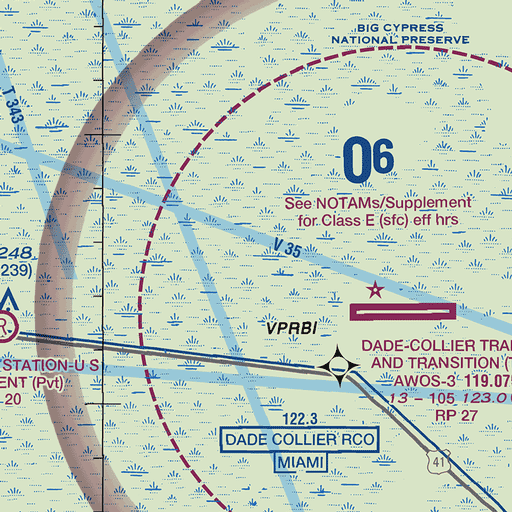 BIG CYPRESS
NATIONAL PRESERVE
T 343
06
See NOTAMs/Supplement
for Class E (sfc) eff hrs
V 35
248
239)
R
VPRBI
STATION-U S
ENT (Pvt)
20
DADE-COLLIER TRA
AND TRANSITION (T
AWOS-3 119.07
13 - 105 123.0
RP 27
122.3
DADE COLLIER RCO
MIAMI
41